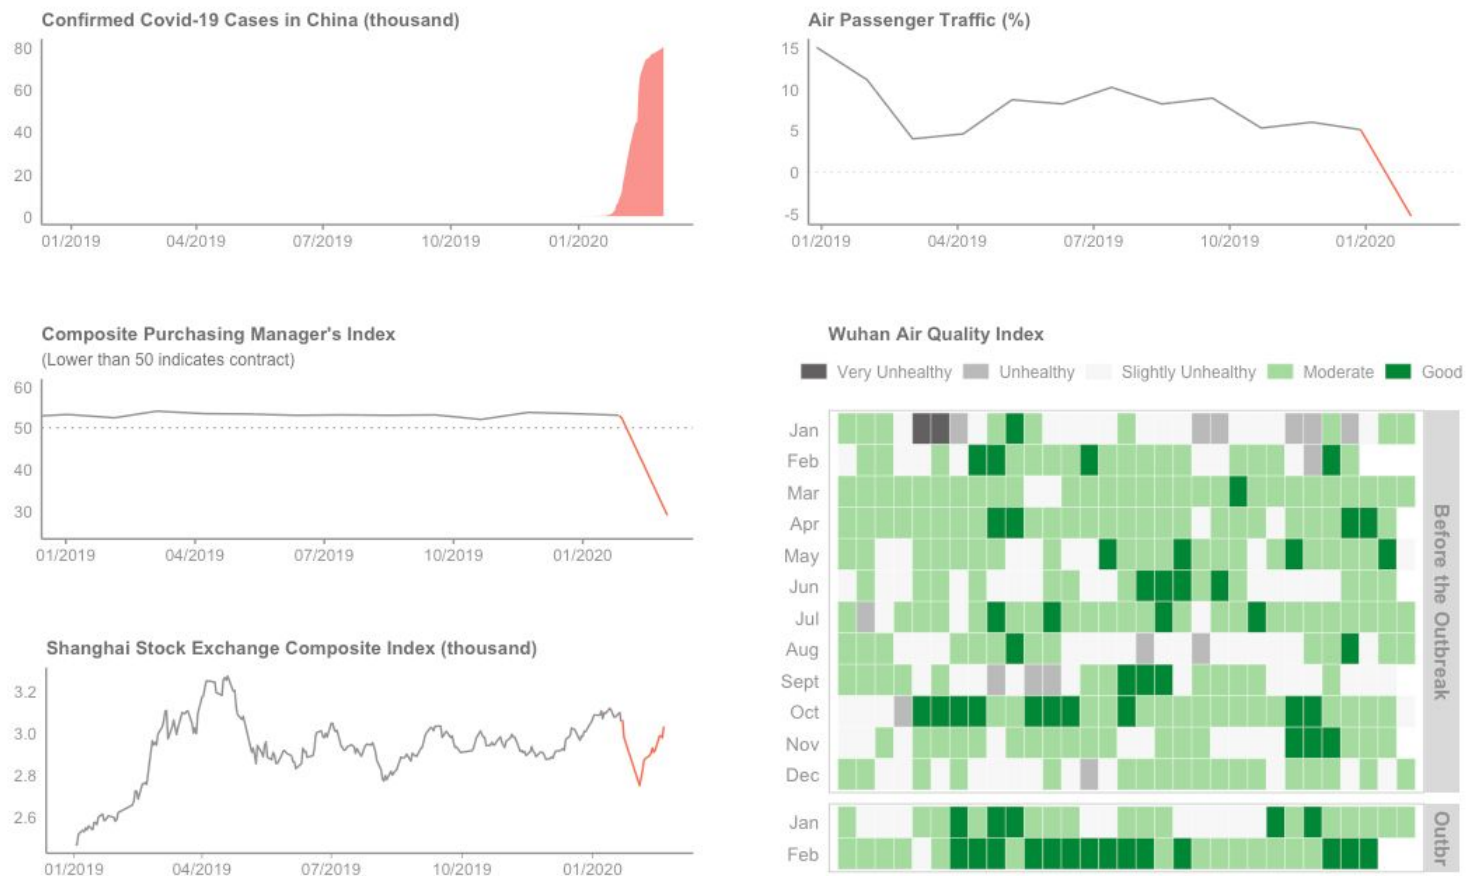 Confirmed Covid-19 Cases in China (thousand)
80
60
40
20
0
01/2019 04/2019 07/2019 10/2019 01/2020
Air Passenger Traffic (%)
15
10
5
0
-5
01/2019 04/2019 07/2019 10/2019 01/2020
Composite Purchasing Manager's Index
(Lower than 50 indicates contract)
60
50
40
30
01/2019 04/2019 07/2019 10/2019 01/2020
Shanghai Stock Exchange Composite Index (thousand)
3.2
3.0
2.8
2.6
01/2019 04/2019 07/2019 10/2019 01/2020
Wuhan Air Quality Index
Very Unhealthy Unhealthy Slightly Unhealthy Moderate Good
Jan
Feb
Mar
Apr
May
Jun
Jul
Aug
Sept
Oct
Nov
Dec
Before the Outbreak
Jan
Feb
Outbr